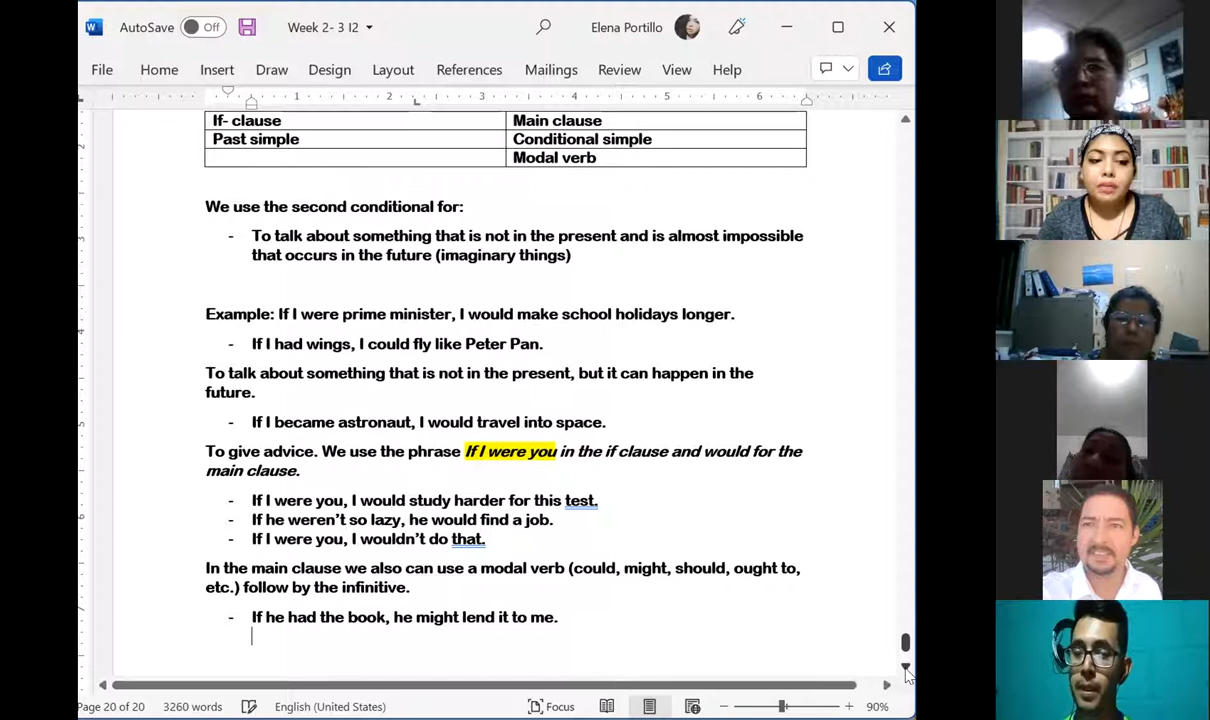 AutoSave Off Week 2- 3 I2 Elena Portillo
File Home Insert Draw Design Layout References Mailings Review View Help
1 2 3 4 5 6
If- clause Main clause
Past simple Conditional simple
Modal verb
We use the second conditional for:
- To talk about something that is not in the present and is almost impossible
that occurs in the future (imaginary things)
Example: If I were prime minister, I would make school holidays longer.
- If I had wings, I could fly like Peter Pan.
To talk about something that is not in the present, but it can happen in the
future.
- If I became astronaut, I would travel into space.
To give advice. We use the phrase If I were you in the if clause and would for the
main clause.
- If I were you, I would study harder for this test.
- If he weren't so lazy, he would find a job.
- If I were you, I wouldn't do that.
In the main clause we also can use a modal verb (could, might, should, ought to,
etc.) follow by the infinitive.
- If he had the book, he might lend it to me.
Page 20 of 20 3260 words English (United States) Focus 90%